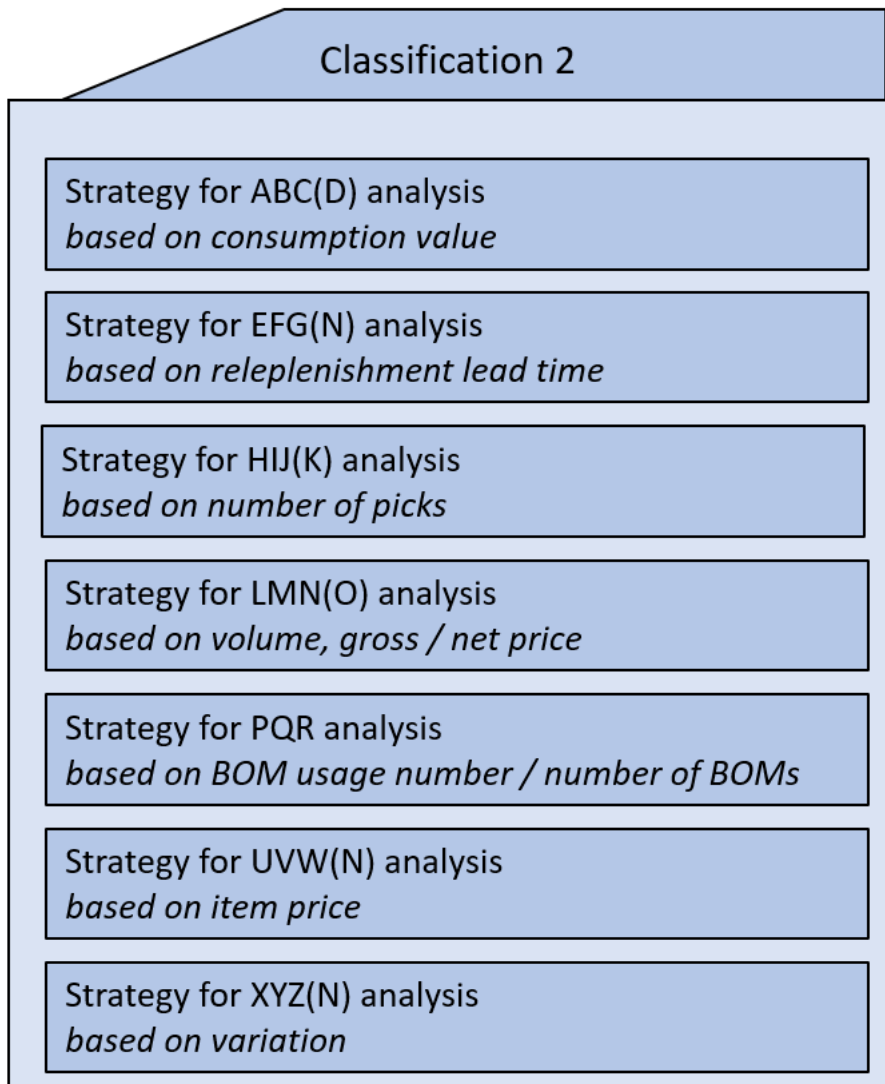 Classification 2
Strategy for ABC(D) analysis
based on consumption value
Strategy for EFG(N) analysis
based on releplenishment lead time
Strategy for HIJ(K) analysis
based on number of picks
Strategy for LMN(O) analysis
based on volume, gross / net price
Strategy for PQR analysis
based on BOM usage number / number of BOMs
Strategy for UVW(N) analysis
based on item price
Strategy for XYZ(N) analysis
based on variation